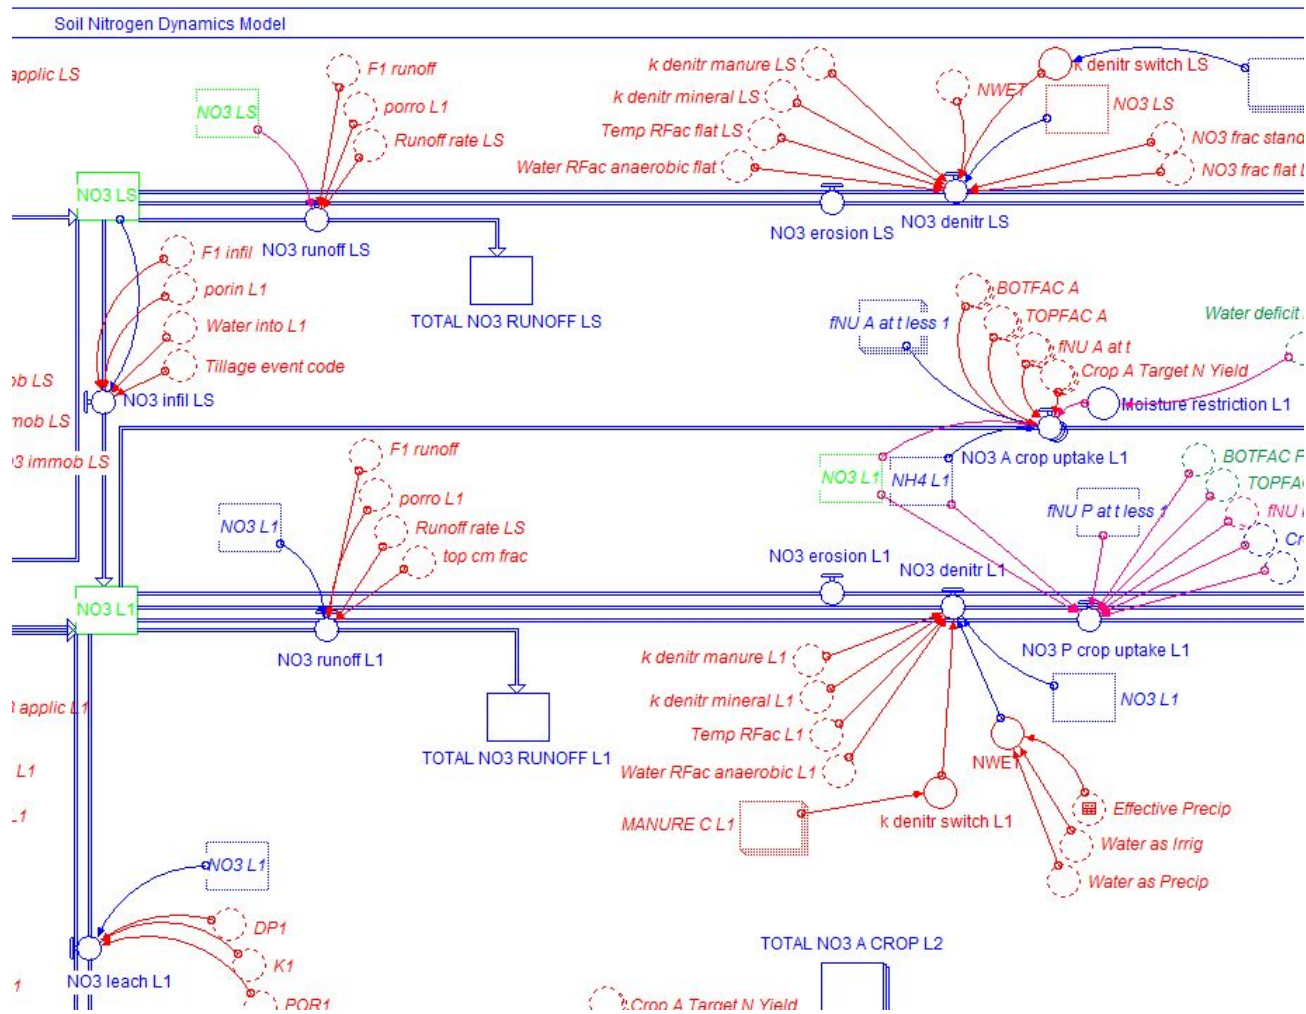 Soil Nitrogen Dynamics Model
applic LS
F1 runoff
NO3 LS
porro L1
Runoff rate LS
k denitr manure LS
k denitr switch LS
NWET
k denitr mineral LS
NO3 LS
Temp RFac flat LS
NO3 frac stand
Water RFac anaerobic flat
NO3 frac flat L
NO3 LS
NO3 runoff LS
NO3 erosion LS
NO3 denitr LS
F1 infil
porin L1
Water into L1
Tillage event code
TOTAL NO3 RUNOFF LS
NO3 infil LS
ob LS
mob LS
3 immob LS
BOTFAC A
TOPFAC A
fNU A at t less 1
fNU A at t
Crop A Target N Yield
Water deficit
Moisture restriction L1
NO3 A crop uptake L1
F1 runoff
porro L1
NO3 L1
Runoff rate LS
top cm frac
NO3 L1
NH4 L1
BOTFAC P
TOPFAC
fNU P at t less 1
fNU
Cr
NO3 erosion L1
NO3 denitr L1
NO3 L1
NO3 runoff L1
NO3 P crop uptake L1
k denitr manure L1
k denitr mineral L1
NO3 L1
Temp RFac L1
Water RFac anaerobic L1
NWET
applic L1
L1
L1
TOTAL NO3 RUNOFF L1
MANURE C L1
k denitr switch L1
Effective Precip
Water as Irrig
Water as Precip
NO3 L1
DP1
K1
POR1
NO3 leach L1
1
TOTAL NO3 A CROP L2
Crop A Target N Yield